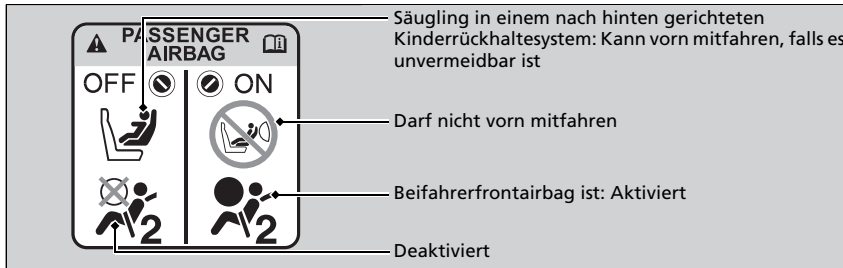 PASSENGER
AIRBAG
OFF
ON
2
2
Säugling in einem nach hinten gerichteten
Kinderrückhaltesystem: Kann vorn mitfahren, falls es
unvermeidbar ist
Darf nicht vorn mitfahren
Beifahrerfrontairbag ist: Aktiviert
Deaktiviert